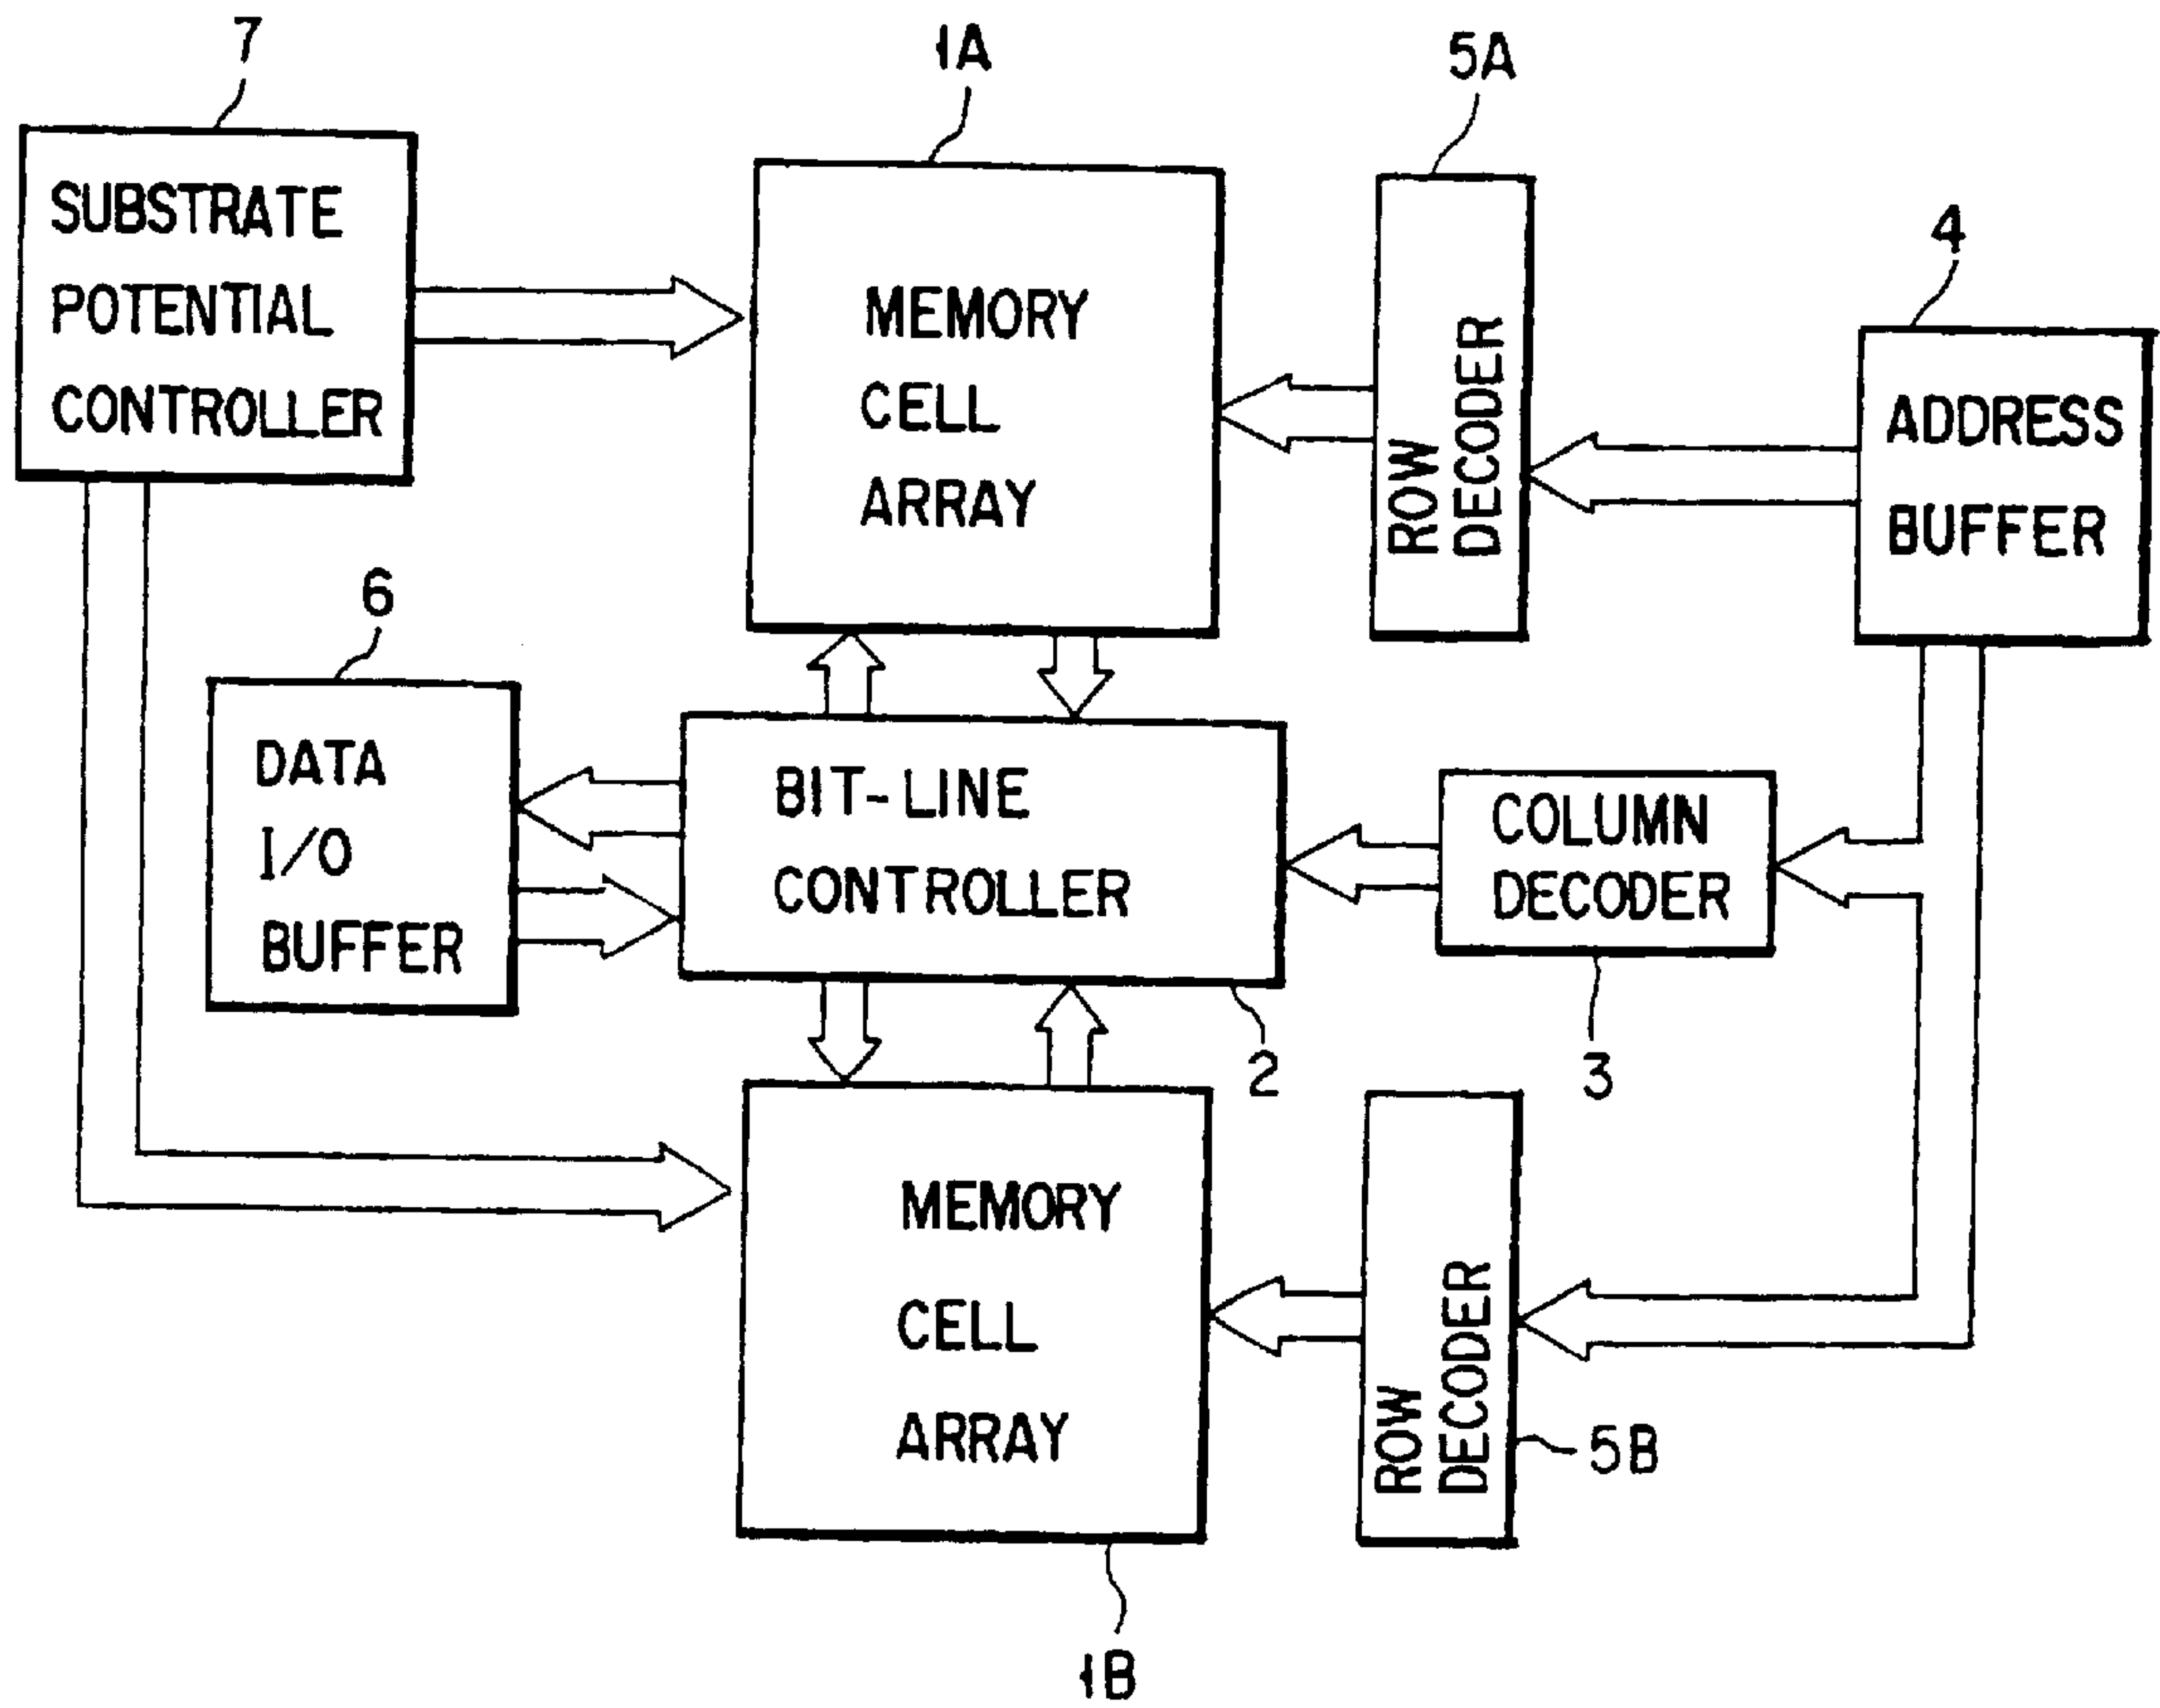 7
1A
5A
4
SUBSTRATE
POTENTIAL
CONTROLLER
MEMORY
CELL
ARRAY
ROW
DECODER
ADDRESS
BUFFER
6
DATA
I/O
BUFFER
BIT-LINE
CONTROLLER
COLUMN
DECODER
2
3
MEMORY
CELL
ARRAY
ROW
DECODER
5B
1B